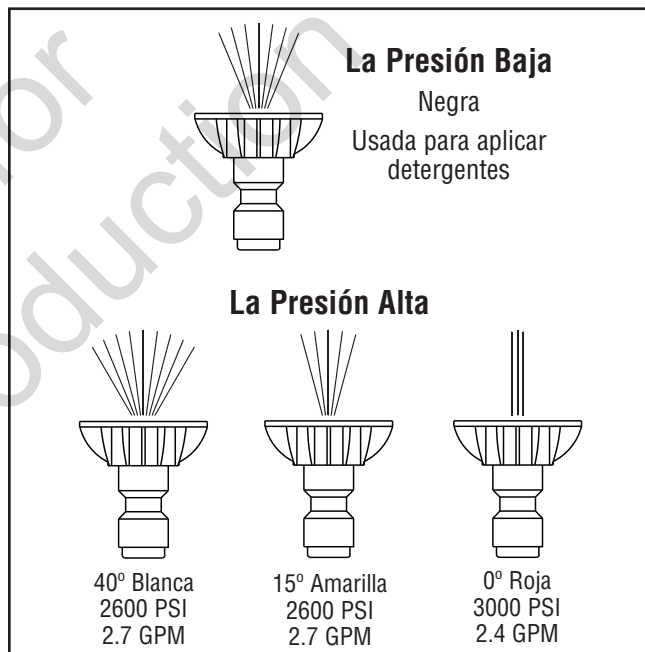 La Presión Baja
Negra
Usada para aplicar
detergentes
La Presión Alta
40º Blanca
2600 PSI
2.7 GPM
15º Amarilla
2600 PSI
2.7 GPM
0º Roja
3000 PSI
2.4 GPM